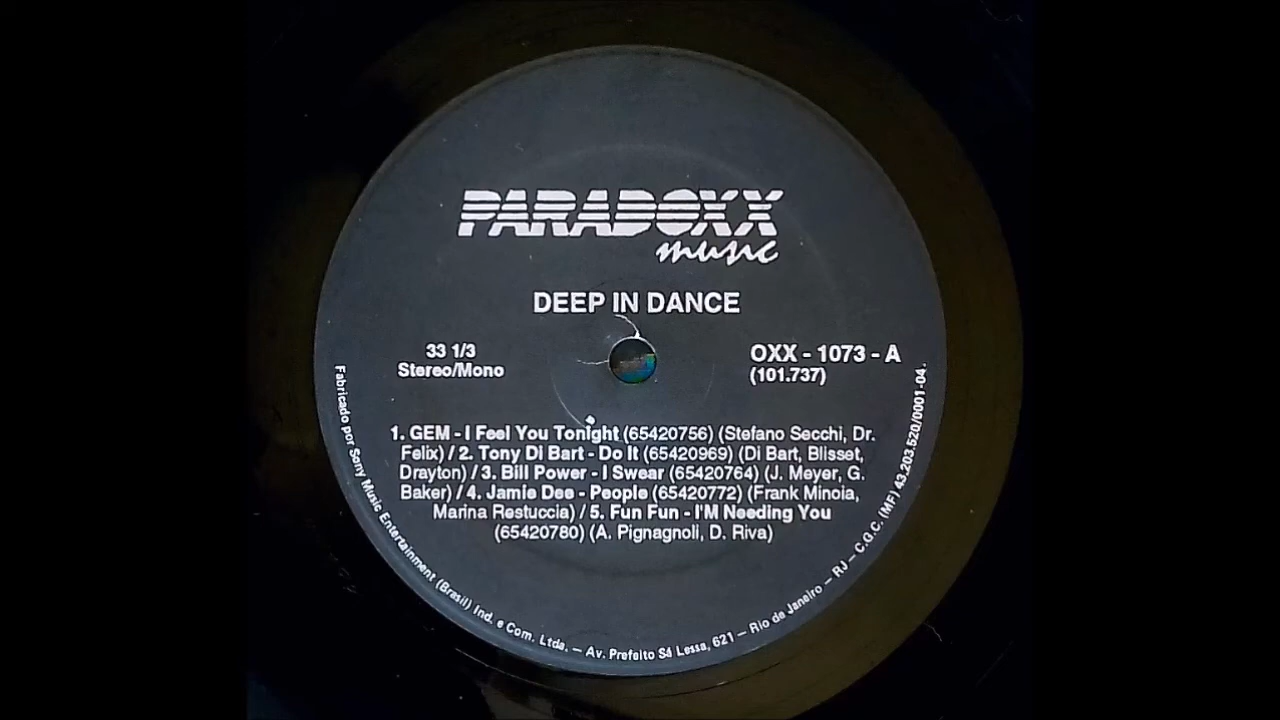 PARADOXX
music
DEEP IN DANCE
33 1/3
Stereo/Mono
OXX - 1073 - A
(101.737)
1. GEM - I Feel You Tonight (65420756) (Stefano Secchi, Dr.
Felix) / 2. Tony Di Bart - Do It (65420969) (Di Bart, Blisset,
Drayton) / 3. Bill Power - I Swear (65420764) (J. Meyer, G.
Baker) / 4. Jamie Dee - People (65420772) (Frank Minoia,
Marina Restuccia) / 5. Fun Fun - I'M Needing You
(65420780) (A. Pignagnoli, D. Riva)
Fabricado por Sony Music Entertainment (Brasil) Ind. e Com. Ltda. – Av. Prefeito Sá Lessa, 621 – Rio de Janeiro – RJ – C.G.C. (MF) 43.203.520/0001-04.